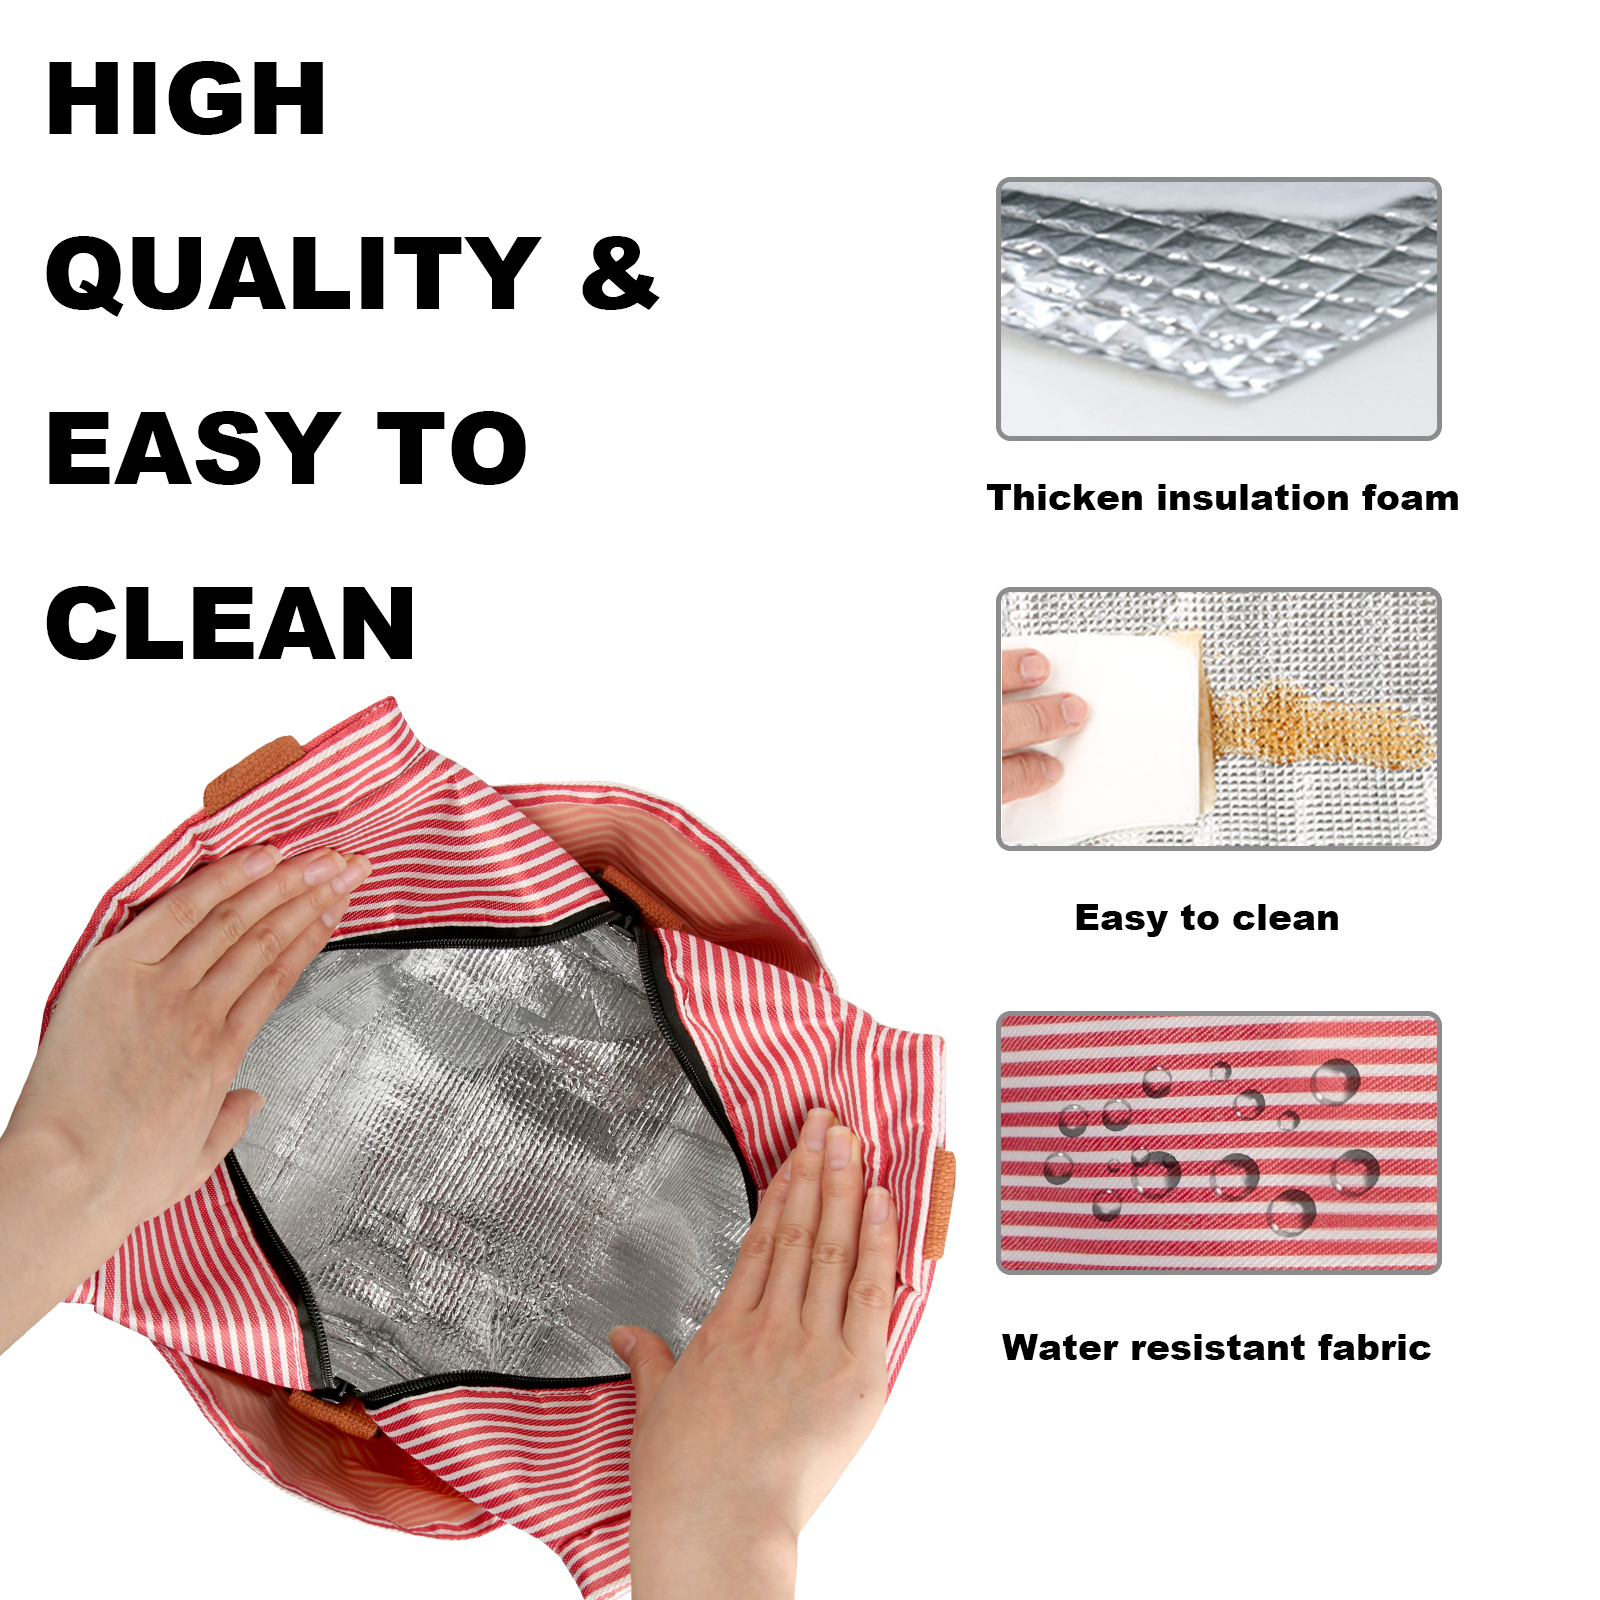 HIGH
QUALITY &
EASY TO
CLEAN
Thicken insulation foam
Easy to clean
Water resistant fabric